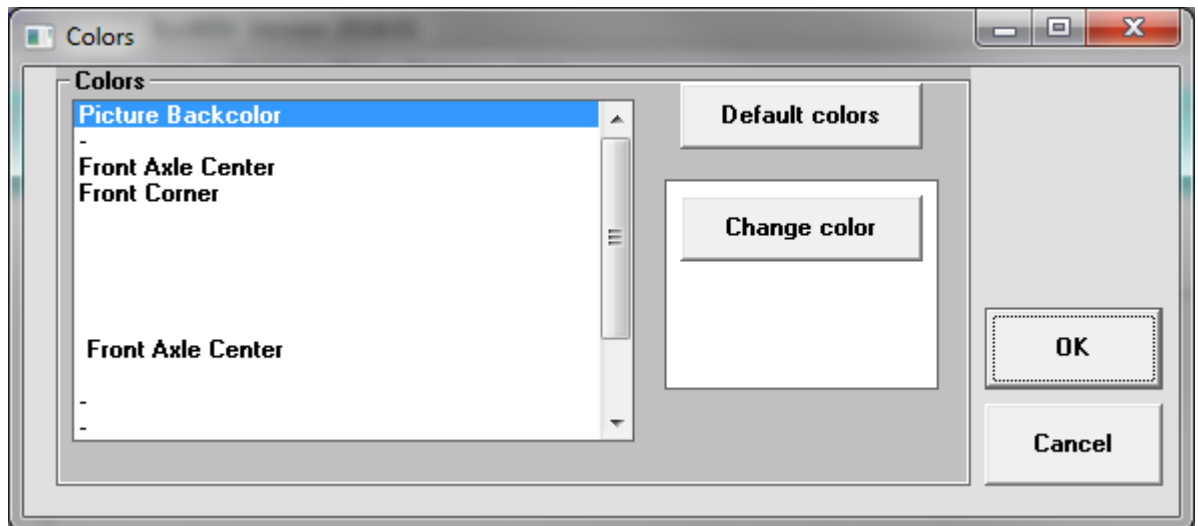 Colors
Colors
Picture Backcolor
-
Front Axle Center
Front Corner
Front Axle Center
-
-
Default colors
Change color
OK
Cancel